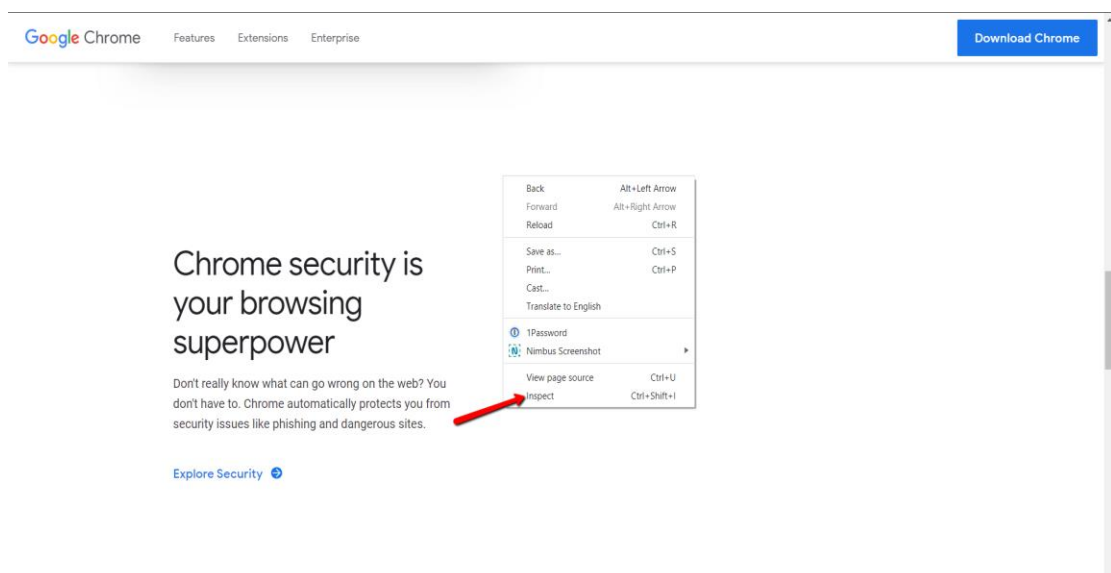 Google Chrome Features Extensions Enterprise Download Chrome
Back Alt+Left Arrow
Forward Alt+Right Arrow
Reload Ctrl+R
Save as... Ctrl+S
Print... Ctrl+P
Cast...
Translate to English
1Password
Nimbus Screenshot
View page source Ctrl+U
Inspect Ctrl+Shift+I
Chrome security is
your browsing
superpower
Don't really know what can go wrong on the web? You
don't have to. Chrome automatically protects you from
security issues like phishing and dangerous sites.
Explore Security